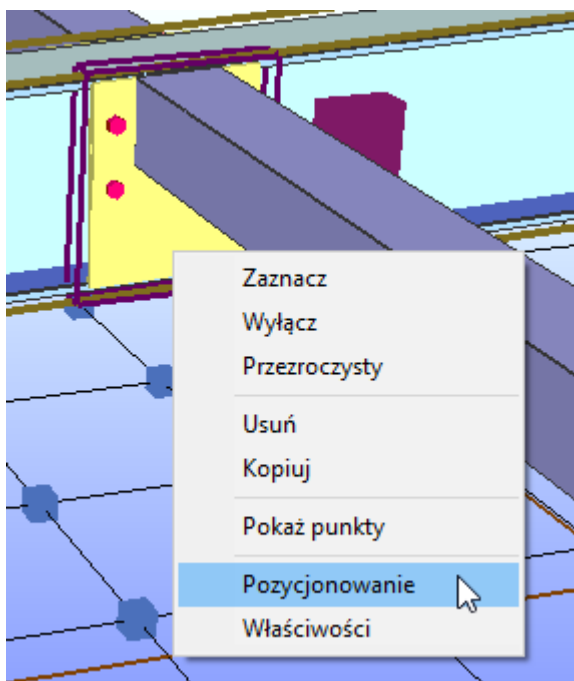 Zaznacz
Wyłącz
Przezroczysty
Usuń
Kopiuj
Pokaż punkty
Pozycjonowanie
Właściwości